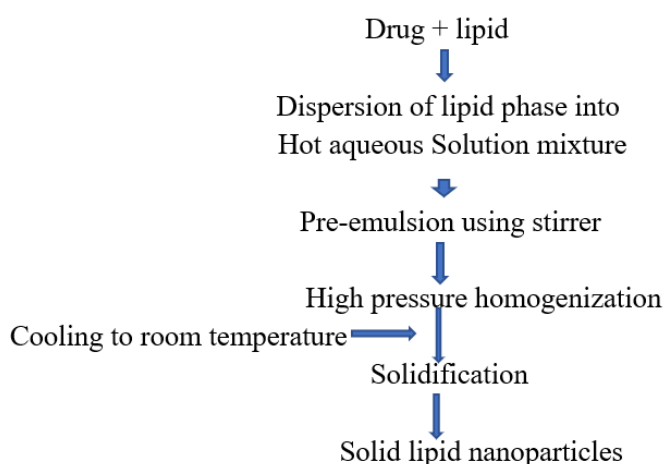 Drug + lipid
Dispersion of lipid phase into
Hot aqueous Solution mixture
Pre-emulsion using stirrer
High pressure homogenization
Cooling to room temperature
Solidification
Solid lipid nanoparticles